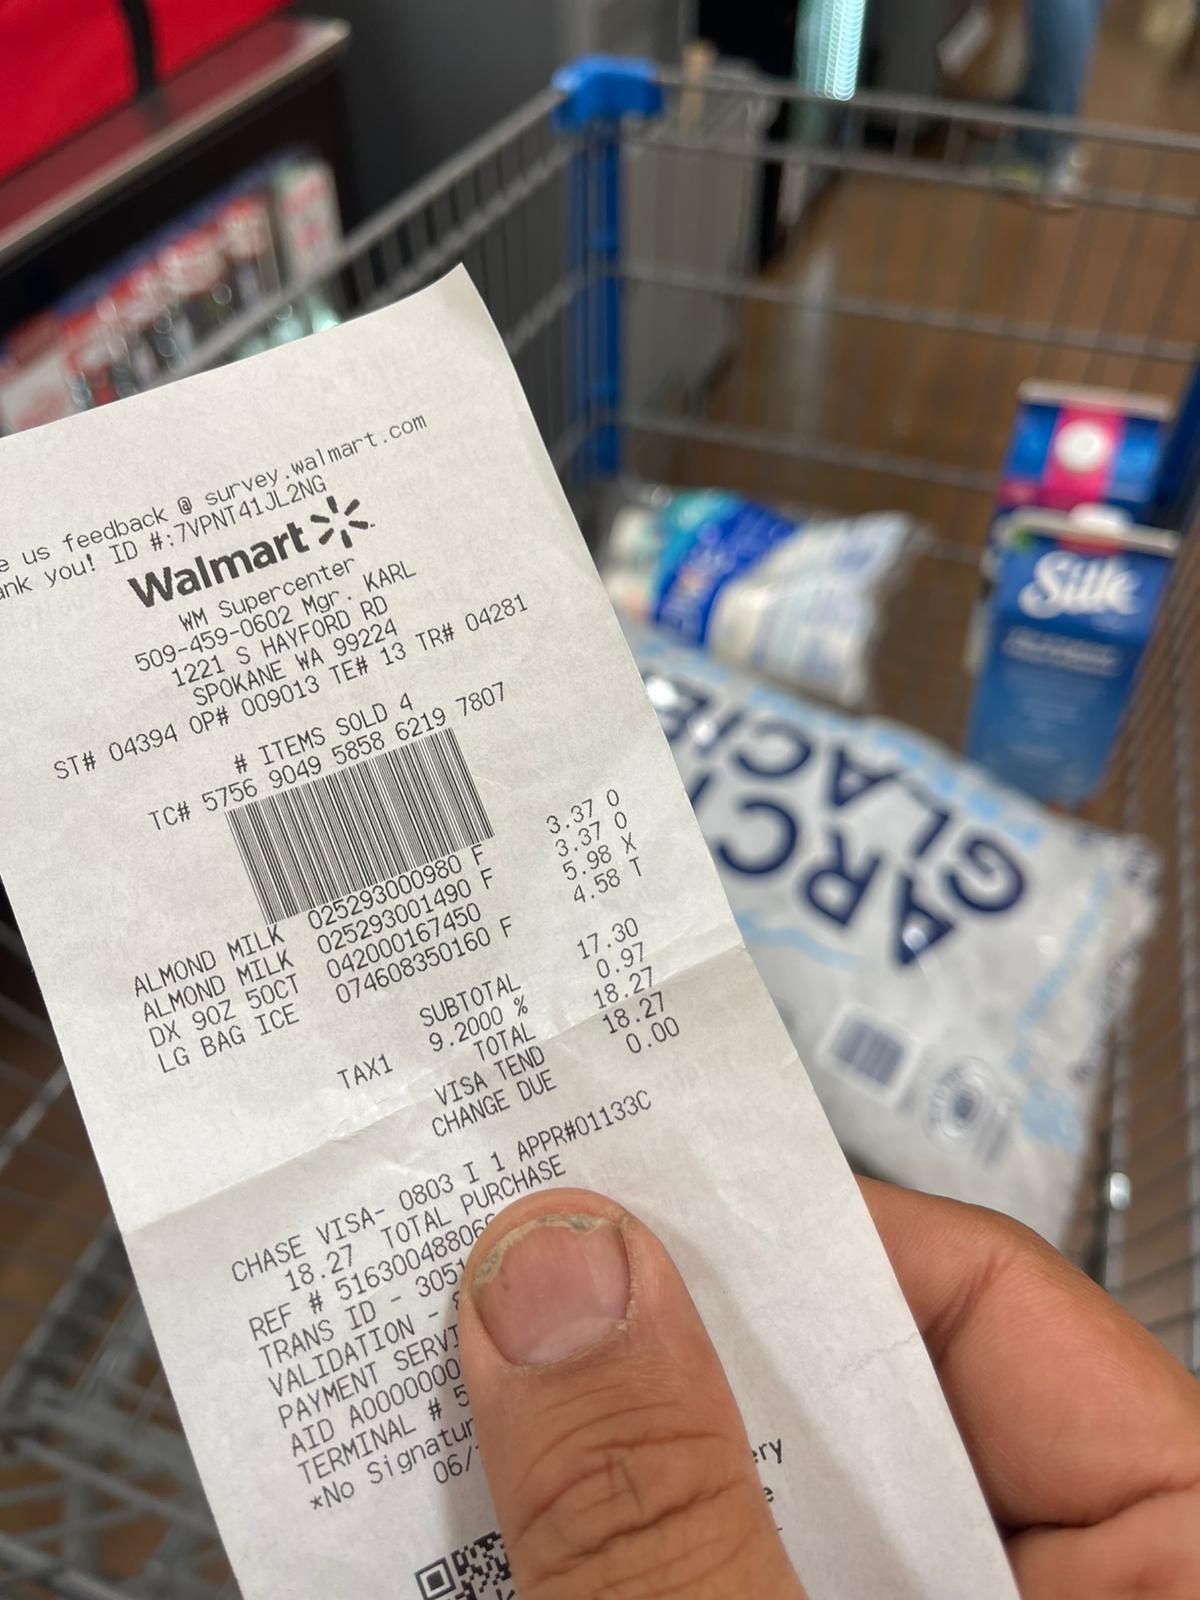 e us feedback @ survey.walmart.com
ank you! ID #:7VPNT41JL2NG
Walmart
WM Supercenter
509-459-0602 Mgr. KARL
1221 S HAYFORD RD
SPOKANE WA 99224
ST# 04394 OP# 009013 TE# 13 TR# 04281
# ITEMS SOLD 4
TC# 5756 9049 5858 6219 7807
ALMOND MILK 025293000980 F 3.37 O
ALMOND MILK 025293001490 F 3.37 O
DX 9OZ 50CT 042000167450 5.98 X
LG BAG ICE 074608350160 F 4.58 T
SUBTOTAL 17.30
TAX1 9.2000 % 0.97
TOTAL 18.27
VISA TEND 18.27
CHANGE DUE 0.00
CHASE VISA- 0803 I 1 APPR#01133C
18.27 TOTAL PURCHASE
REF # 51630048806
TRANS ID - 3051
VALIDATION -
PAYMENT SERVI
AID A0000000
TERMINAL # 5
*No Signatur
06/
ery
e
Silk
ARC
GLACIE